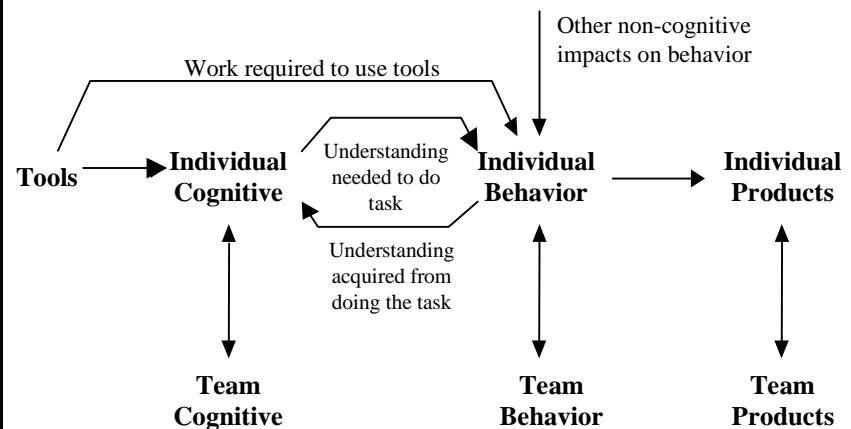 Other non-cognitive
impacts on behavior
Work required to use tools
Tools
Individual
Cognitive
Understanding
needed to do
task
Individual
Behavior
Individual
Products
Understanding
acquired from
doing the task
Team
Cognitive
Team
Behavior
Team
Products